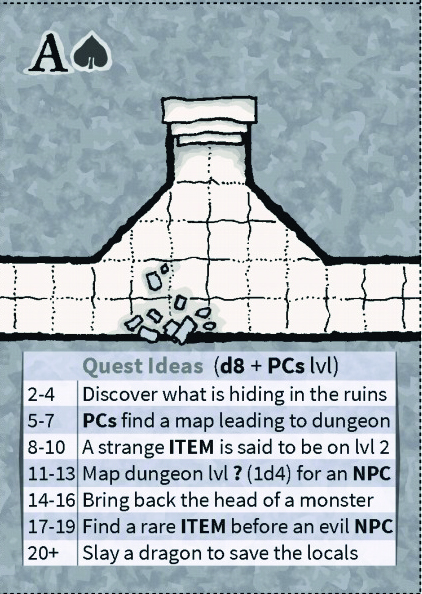 A♠
Quest Ideas (d8 + PCs lvl)
2-4 Discover what is hiding in the ruins
5-7 PCs find a map leading to dungeon
8-10 A strange ITEM is said to be on lvl 2
11-13 Map dungeon lvl ? (1d4) for an NPC
14-16 Bring back the head of a monster
17-19 Find a rare ITEM before an evil NPC
20+ Slay a dragon to save the locals